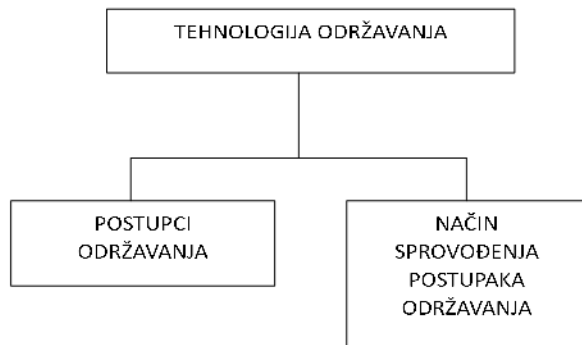 TEHNOLOGIJA ODRŽAVANJA
POSTUPCI
ODRŽAVANJA
NAČIN
SPROVOĐENJA
POSTUPAKA
ODRŽAVANJA